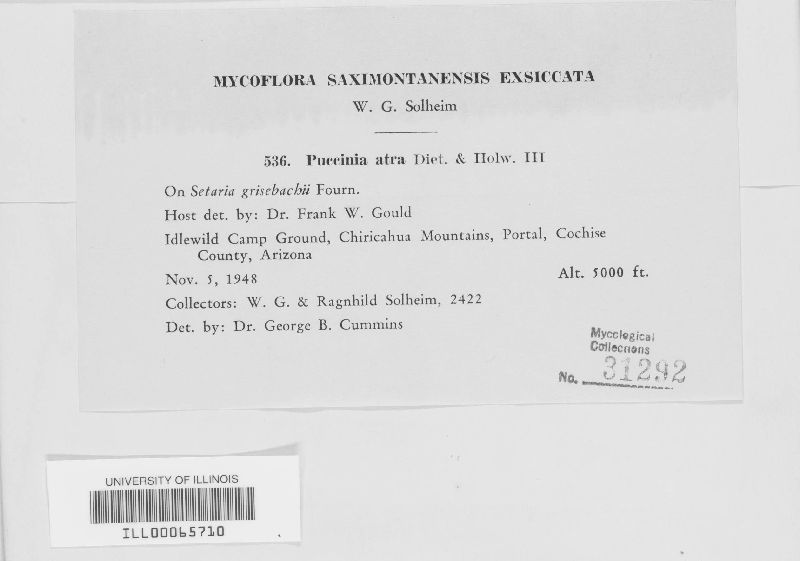 MYCOFLORA SAXIMONTANENSIS EXSICCATA
W. G. Solheim
536. Puccinia atra Diet. & Holw. III
On Setaria grisebachii Fourn.
Host det. by: Dr. Frank W. Gould
Idlewild Camp Ground, Chiricahua Mountains, Portal, Cochise
County, Arizona
Nov. 5, 1948 Alt. 5000 ft.
Collectors: W. G. & Ragnhild Solheim, 2422
Det. by: Dr. George B. Cummins
Mycological
Collections
No. 31292
UNIVERSITY OF ILLINOIS
ILL00065710